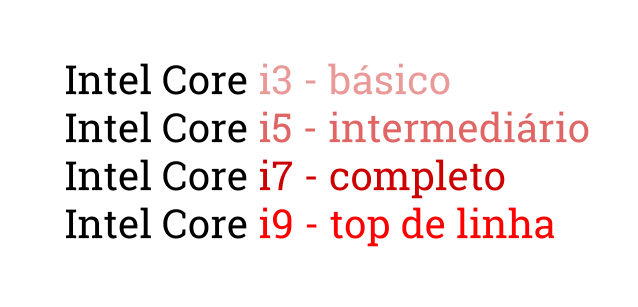 Intel Core i3 - básico
Intel Core i5 - intermediário
Intel Core i7 - completo
Intel Core i9 - top de linha